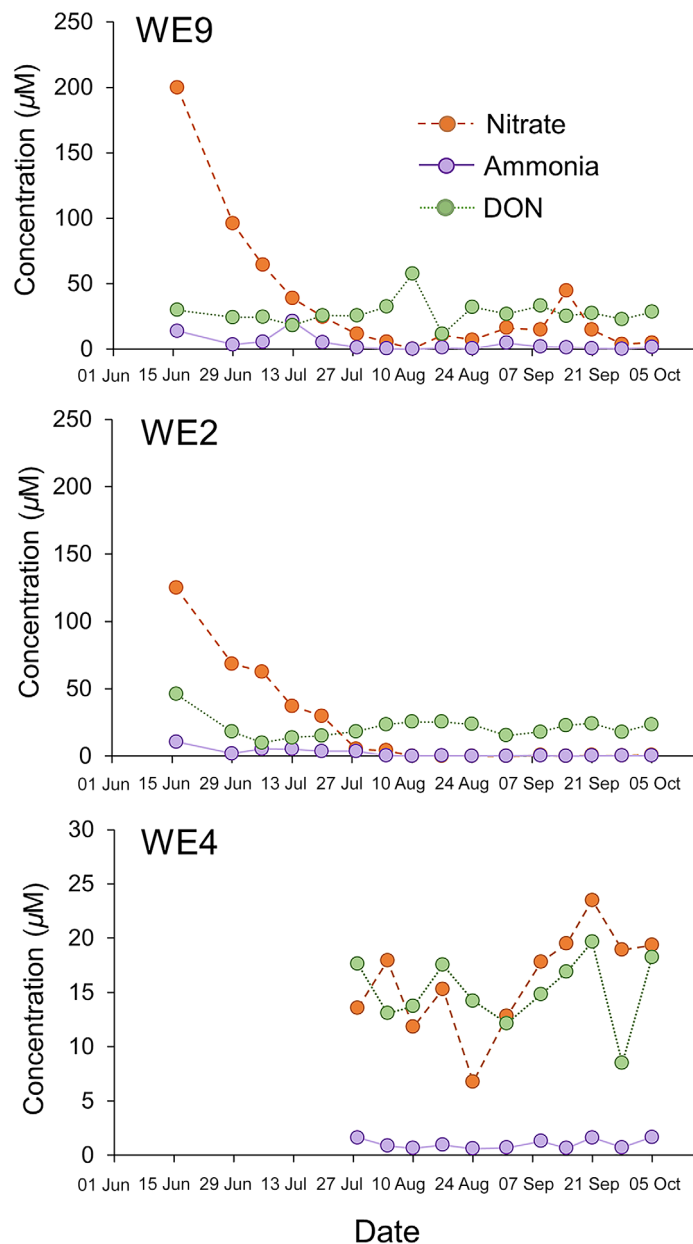 WE9
Concentration (µM)
250
200
150
100
50
0
Nitrate
Ammonia
DON
01 Jun 15 Jun 29 Jun 13 Jul 27 Jul 10 Aug 24 Aug 07 Sep 21 Sep 05 Oct
WE2
Concentration (µM)
250
200
150
100
50
0
01 Jun 15 Jun 29 Jun 13 Jul 27 Jul 10 Aug 24 Aug 07 Sep 21 Sep 05 Oct
WE4
Concentration (µM)
30
25
20
15
10
5
0
01 Jun 15 Jun 29 Jun 13 Jul 27 Jul 10 Aug 24 Aug 07 Sep 21 Sep 05 Oct
Date